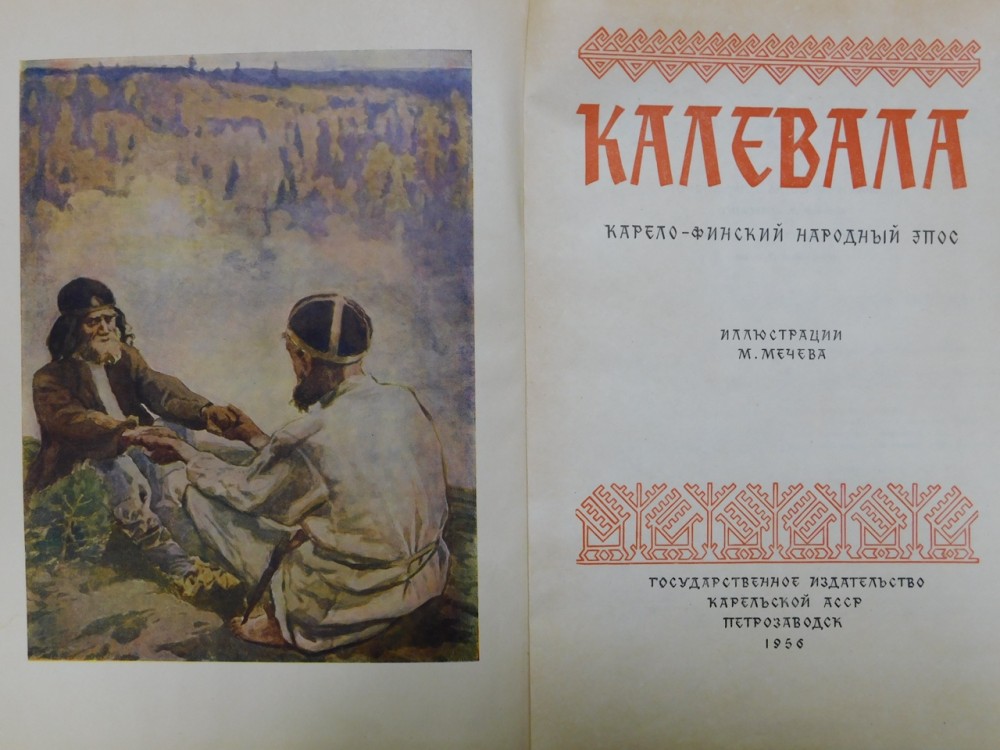 КАЛЕВАЛА
КАРЕЛО-ФИНСКИЙ НАРОДНЫЙ ЭПОС
ИЛЛЮСТРАЦИИ
М. МЕЧЕВА
ГОСУДАРСТВЕННОЕ ИЗДАТЕЛЬСТВО
КАРЕЛЬСКОЙ АССР
ПЕТРОЗАВОДСК
1956